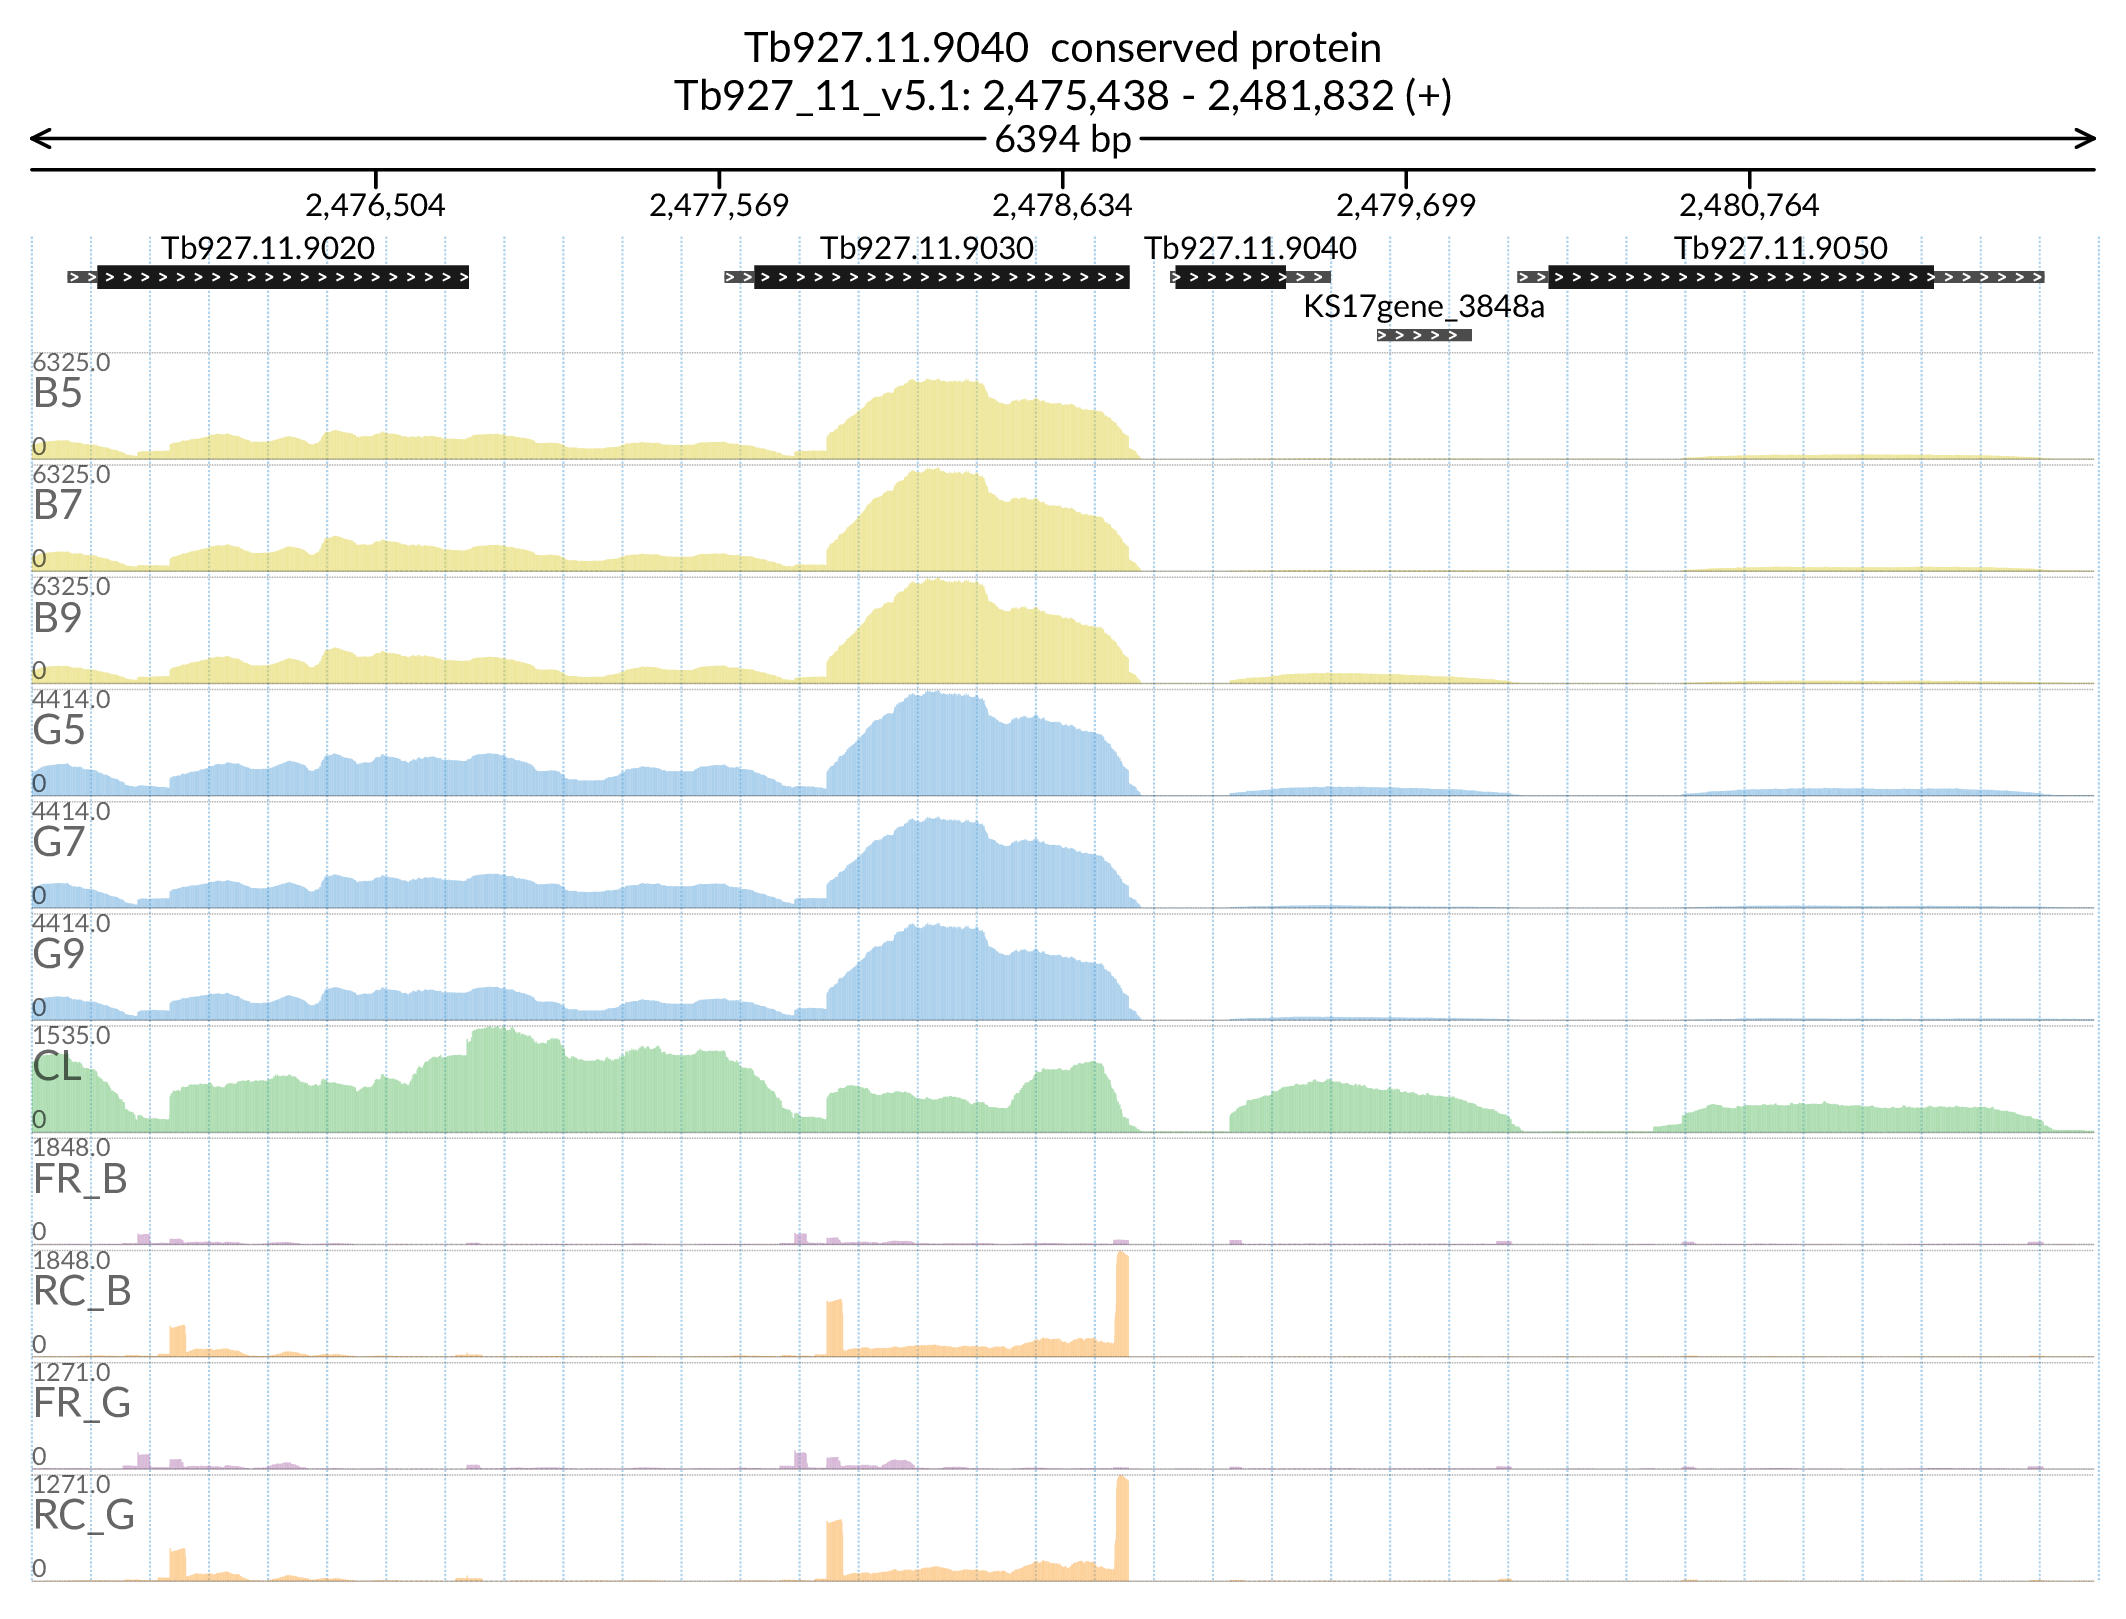 Tb927.11.9040  conserved protein
Tb927_11_v5.1: 2,475,438 - 2,481,832 (+)
6394 bp
2,476,504 2,477,569 2,478,634 2,479,699 2,480,764
Tb927.11.9020 Tb927.11.9030 Tb927.11.9040 Tb927.11.9050
KS17gene_3848a
6325.0
B5
0
6325.0
B7
0
6325.0
B9
0
4414.0
G5
0
4414.0
G7
0
4414.0
G9
0
1535.0
CL
0
1848.0
FR_B
0
1848.0
RC_B
0
1271.0
FR_G
0
1271.0
RC_G
0